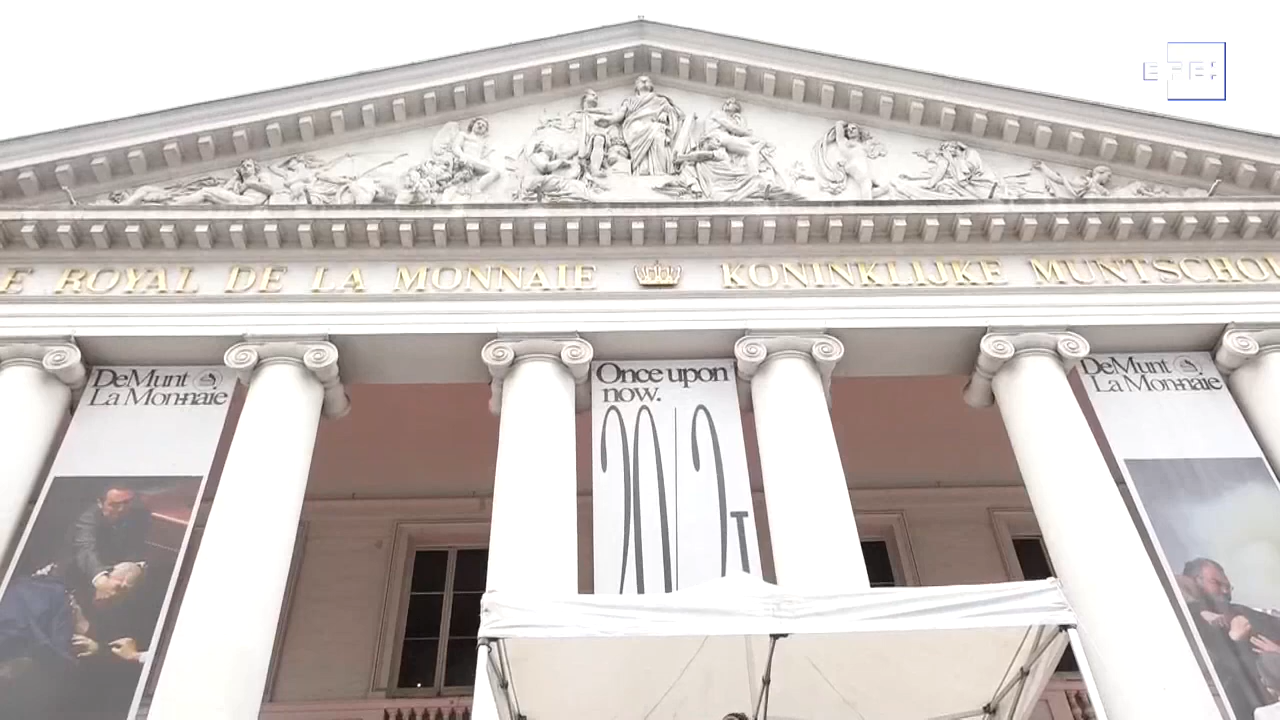 EFE:
E ROYAL DE LA MONNAIE KONINKLIJKE MUNTSCHOU
DeMunt
La Monnaie
Once upon
now.
DeMunt
La Monnaie